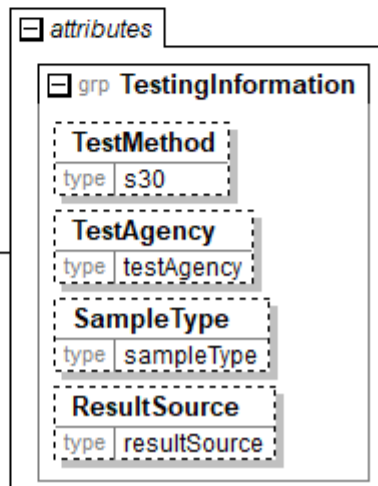 attributes
grp TestingInformation
TestMethod
type s30
TestAgency
type testAgency
SampleType
type sampleType
ResultSource
type resultSource